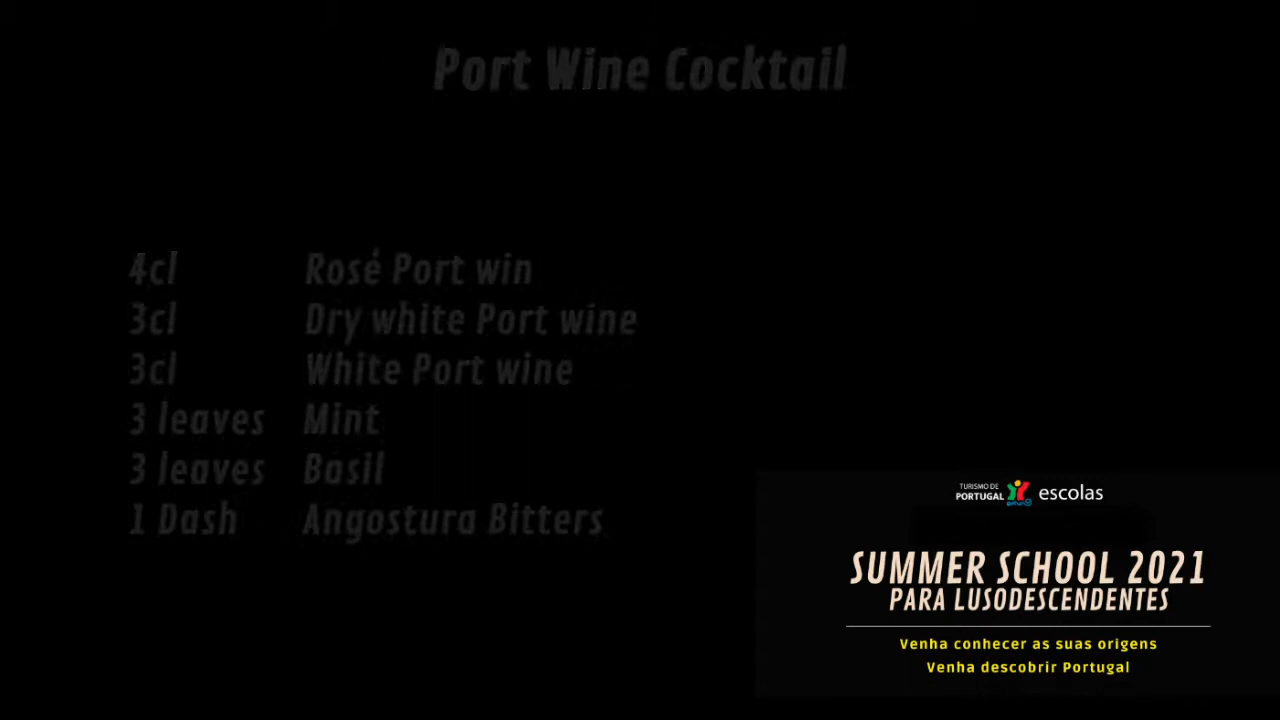 Port Wine Cocktail
4cl Rosé Port win
3cl Dry white Port wine
3cl White Port wine
3 leaves Mint
3 leaves Basil
1 Dash Angostura Bitters
TURISMO DE
PORTUGAL escolas
SUMMER SCHOOL 2021
PARA LUSODESCENDENTES
Venha conhecer as suas origens
Venha descobrir Portugal